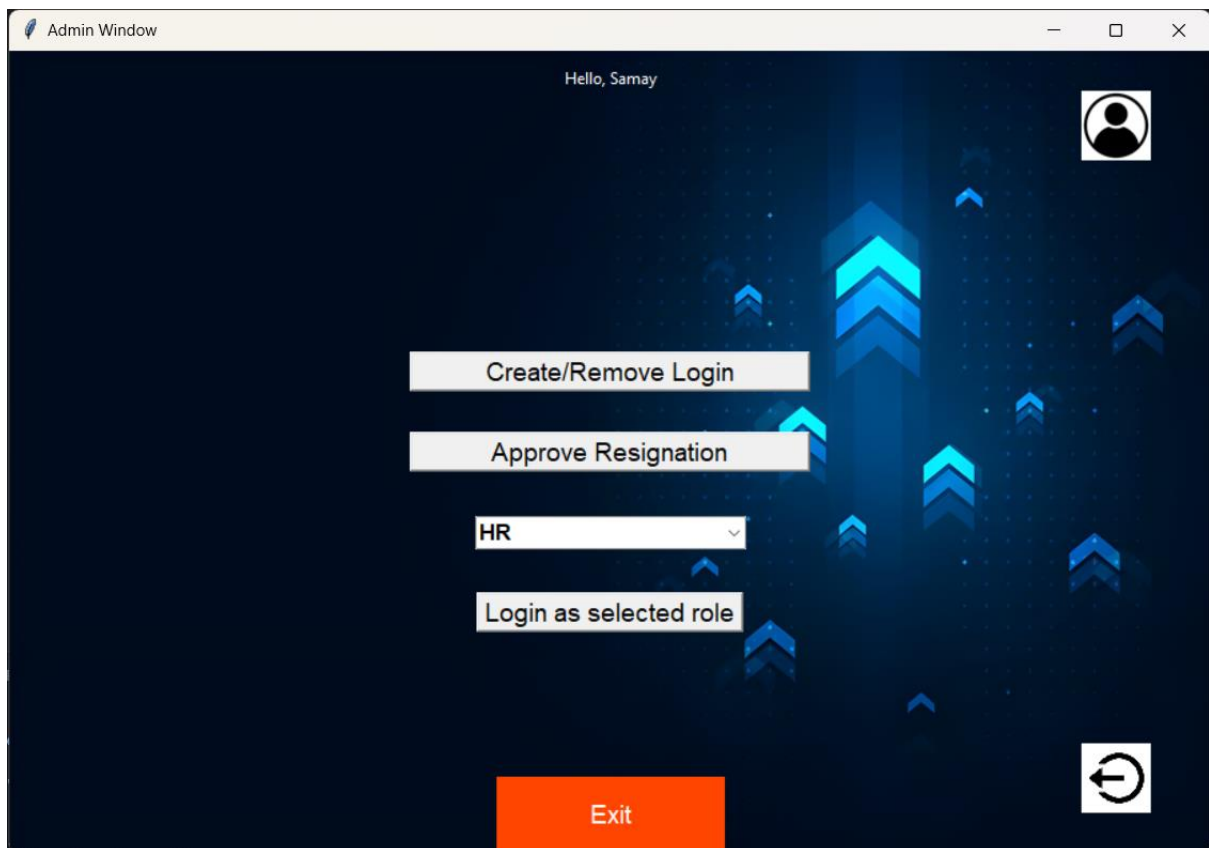 Admin Window
Hello, Samay
Create/Remove Login
Approve Resignation
HR
Login as selected role
Exit